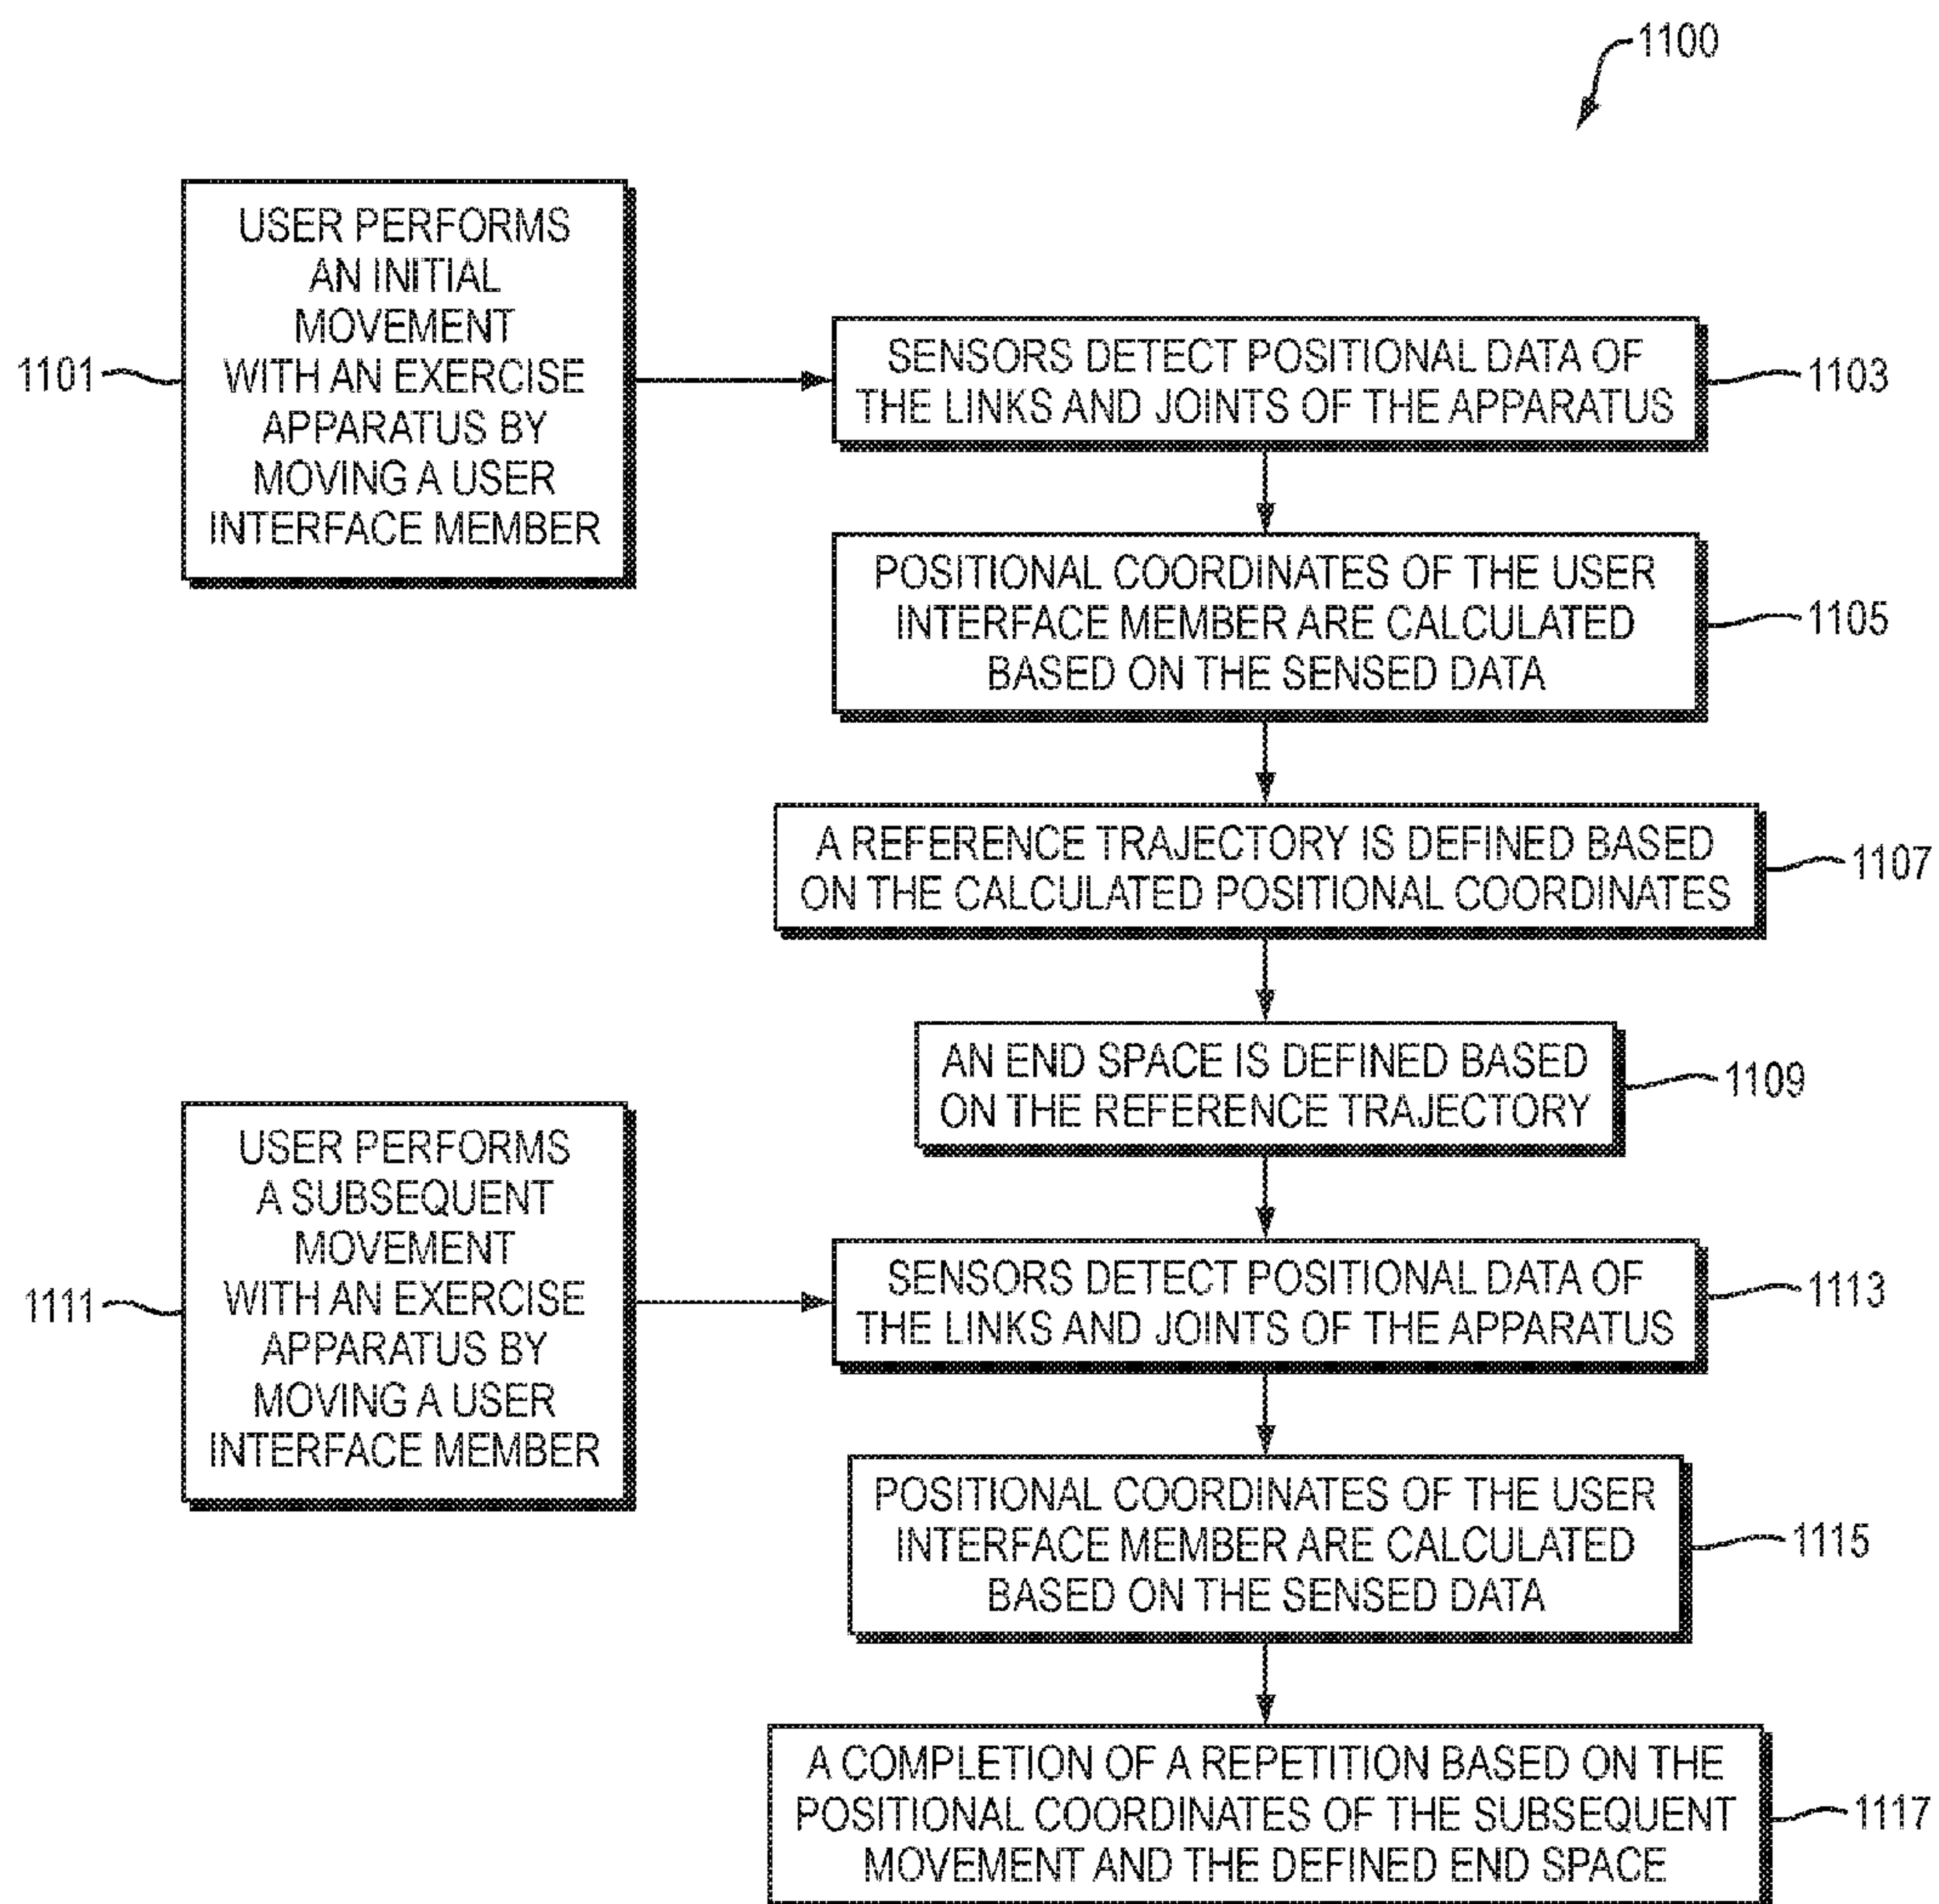 1100
USER PERFORMS
AN INITIAL
MOVEMENT
WITH AN EXERCISE
APPARATUS BY
MOVING A USER
INTERFACE MEMBER
1101
SENSORS DETECT POSITIONAL DATA OF
THE LINKS AND JOINTS OF THE APPARATUS
1103
POSITIONAL COORDINATES OF THE USER
INTERFACE MEMBER ARE CALCULATED
BASED ON THE SENSED DATA
1105
A REFERENCE TRAJECTORY IS DEFINED BASED
ON THE CALCULATED POSITIONAL COORDINATES
1107
AN END SPACE IS DEFINED BASED
ON THE REFERENCE TRAJECTORY
1109
USER PERFORMS
A SUBSEQUENT
MOVEMENT
WITH AN EXERCISE
APPARATUS BY
MOVING A USER
INTERFACE MEMBER
1111
SENSORS DETECT POSITIONAL DATA OF
THE LINKS AND JOINTS OF THE APPARATUS
1113
POSITIONAL COORDINATES OF THE USER
INTERFACE MEMBER ARE CALCULATED
BASED ON THE SENSED DATA
1115
A COMPLETION OF A REPETITION BASED ON THE
POSITIONAL COORDINATES OF THE SUBSEQUENT
MOVEMENT AND THE DEFINED END SPACE
1117